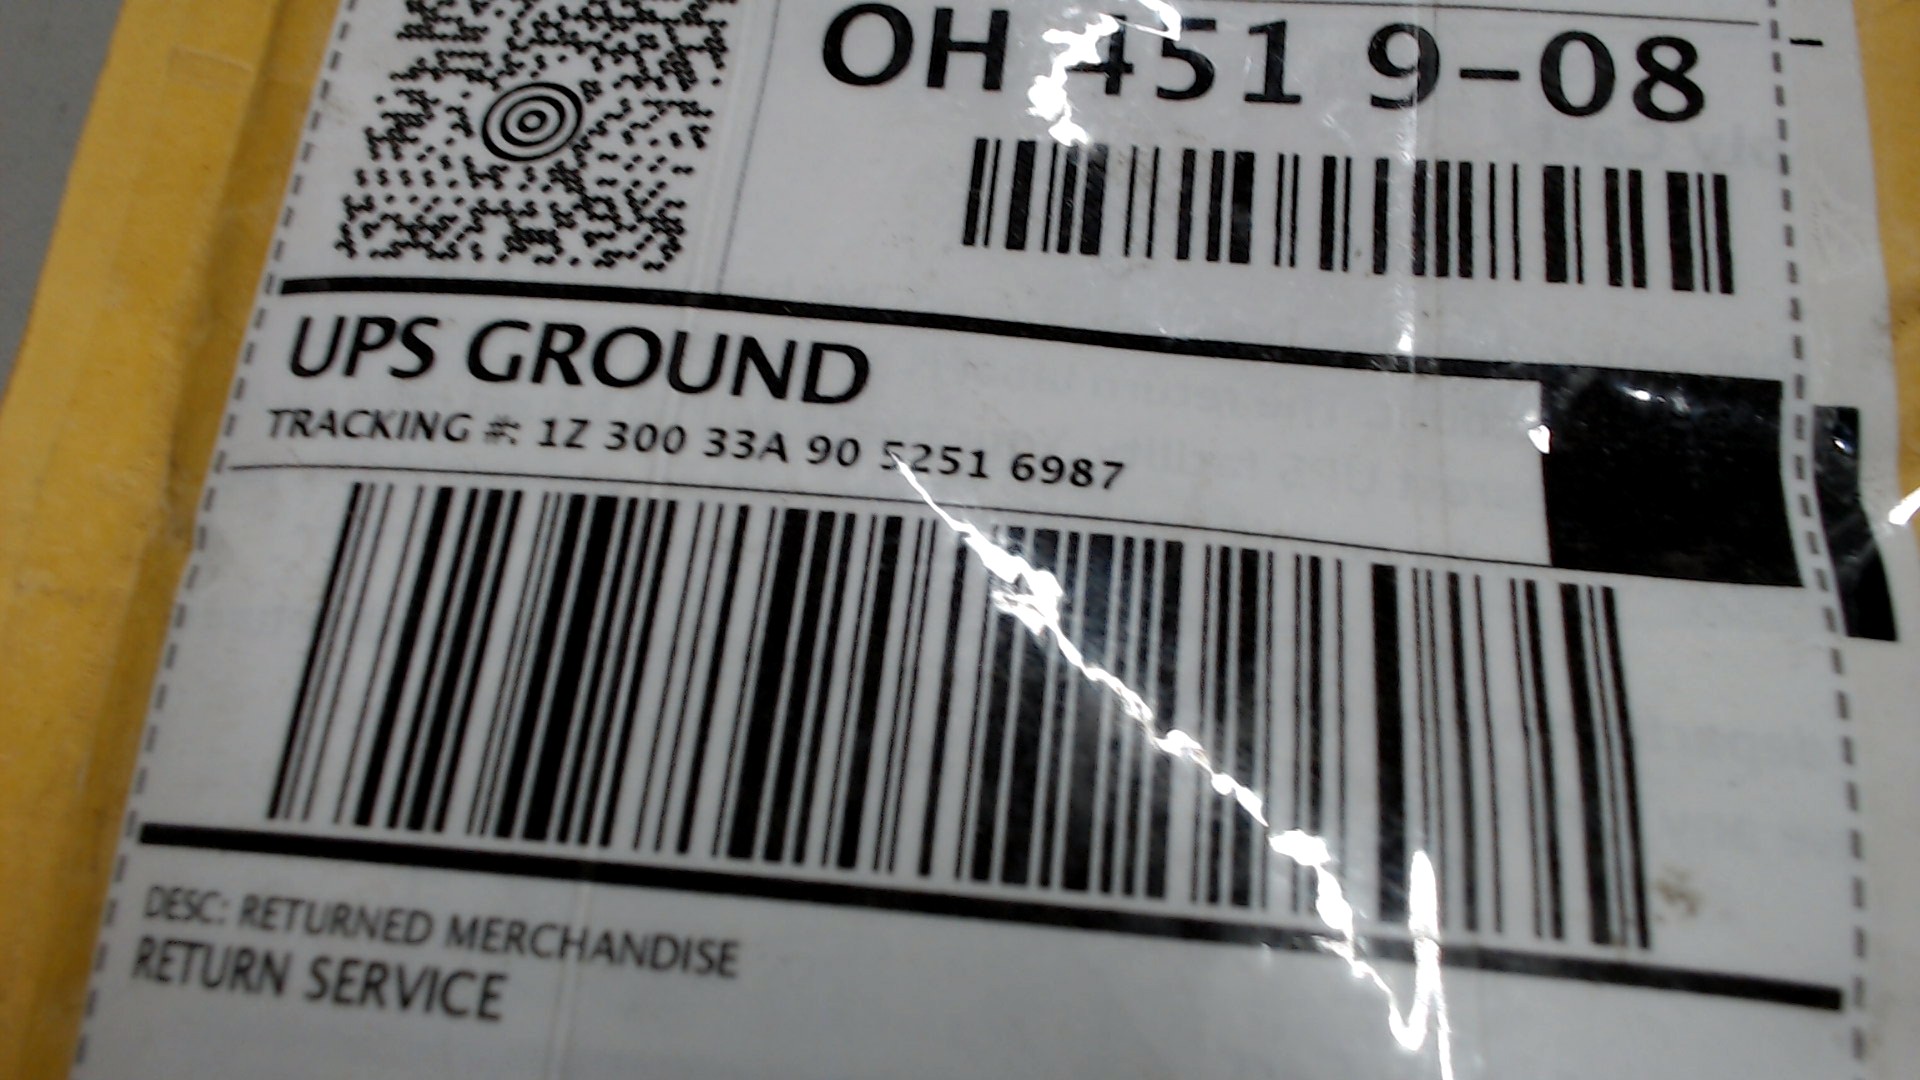 OH 451 9-08
UPS GROUND
TRACKING #: 1Z 300 33A 90 5251 6987
DESC: RETURNED MERCHANDISE
RETURN SERVICE